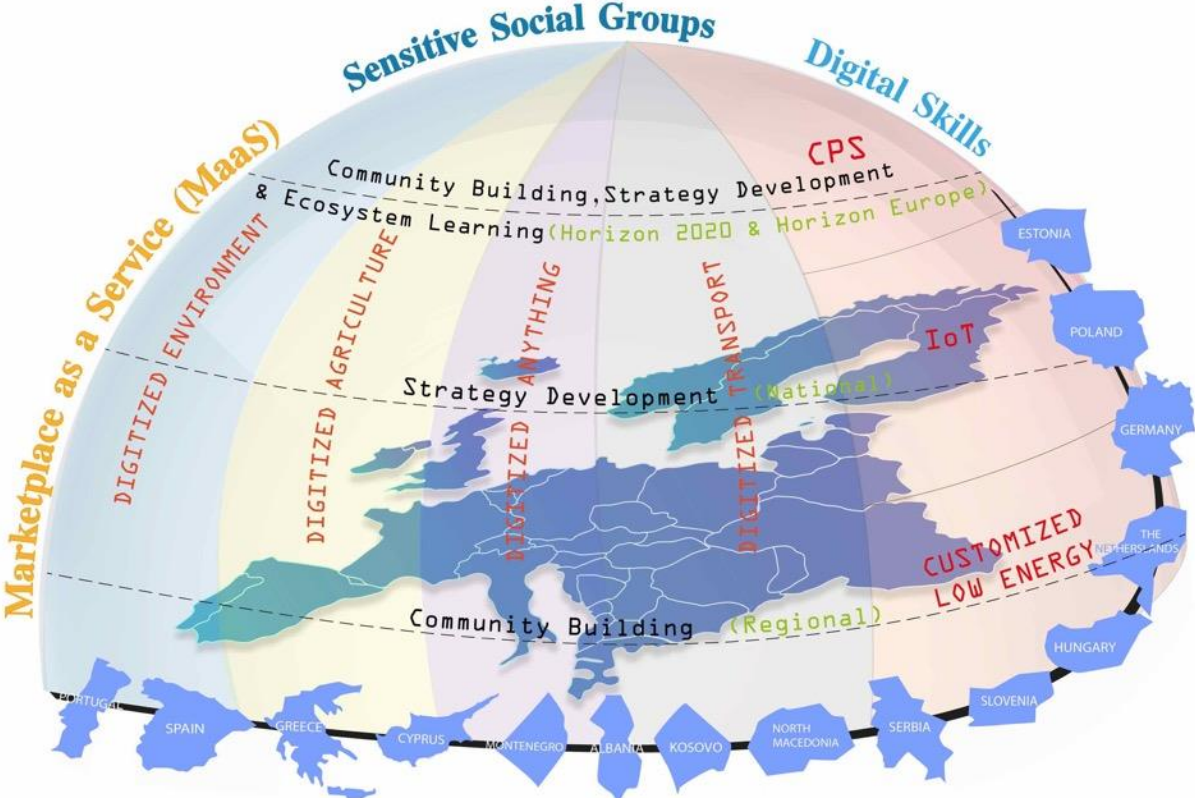 Sensitive Social Groups
Digital Skills
Marketplace as a Service (MaaS)
CPS
Community Building, Strategy Development
& Ecosystem Learning (Horizon 2020 & Horizon Europe)
DIGITIZED ENVIRONMENT
DIGITIZED AGRICULTURE
DIGITIZED ANYTHING
DIGITIZED TRANSPORT
IoT
Strategy Development (National)
CUSTOMIZED
LOW ENERGY
Community Building (Regional)
ESTONIA
POLAND
GERMANY
THE
NETHERSLANDS
HUNGARY
SLOVENIA
SERBIA
NORTH
MACEDONIA
KOSOVO
ALBANIA
MONTENEGRO
CYPRUS
GREECE
SPAIN
PORTUGAL